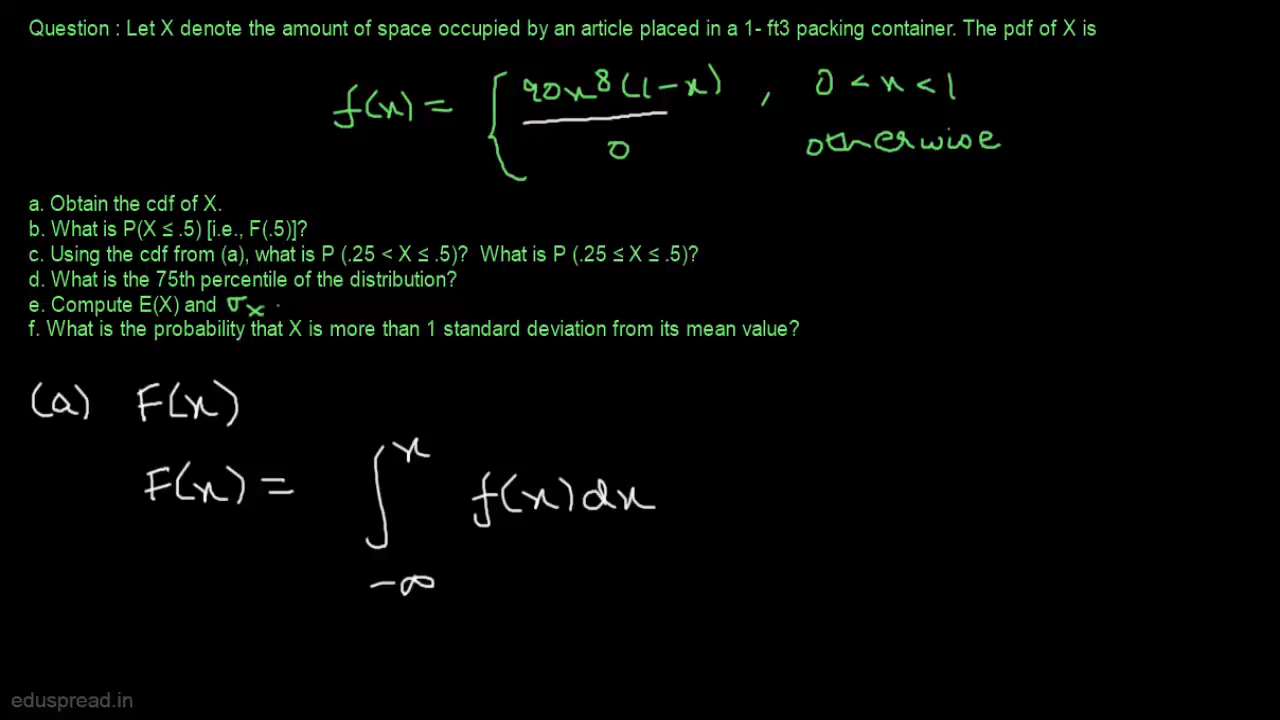 Question : Let X denote the amount of space occupied by an article placed in a 1- ft3 packing container. The pdf of X is
f(x) = { 90x⁸(1-x) , 0 < x < 1
0 otherwise
a. Obtain the cdf of X.
b. What is P(X ≤ .5) [i.e., F(.5)]?
c. Using the cdf from (a), what is P (.25 < X ≤ .5)? What is P (.25 ≤ X ≤ .5)?
d. What is the 75th percentile of the distribution?
e. Compute E(X) and σx .
f. What is the probability that X is more than 1 standard deviation from its mean value?
(a) F(x)
F(x) = ∫ x -∞ f(x)dx
eduspread.in